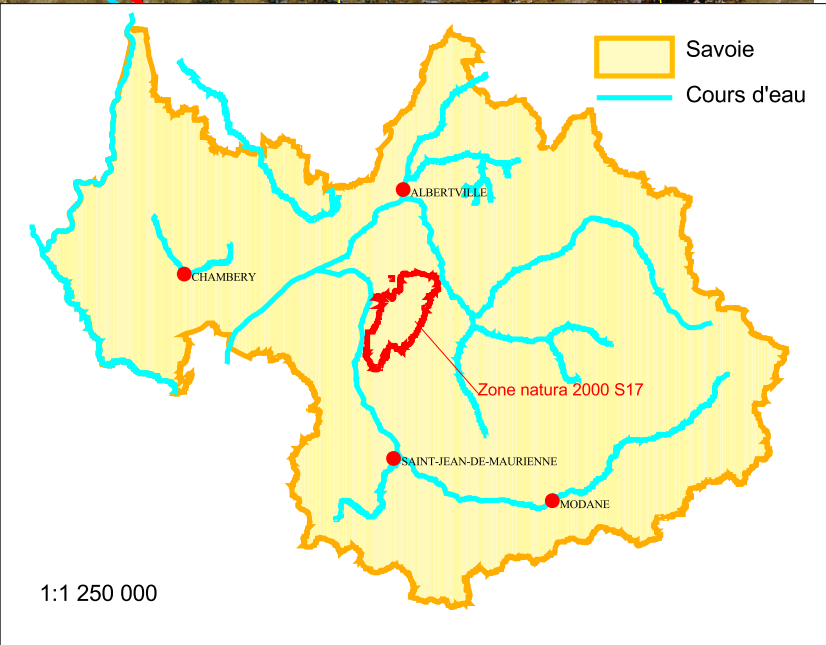 Savoie
Cours d'eau
ALBERTVILLE
CHAMBERY
Zone natura 2000 S17
SAINT-JEAN-DE-MAURIENNE
MODANE
1:1 250 000